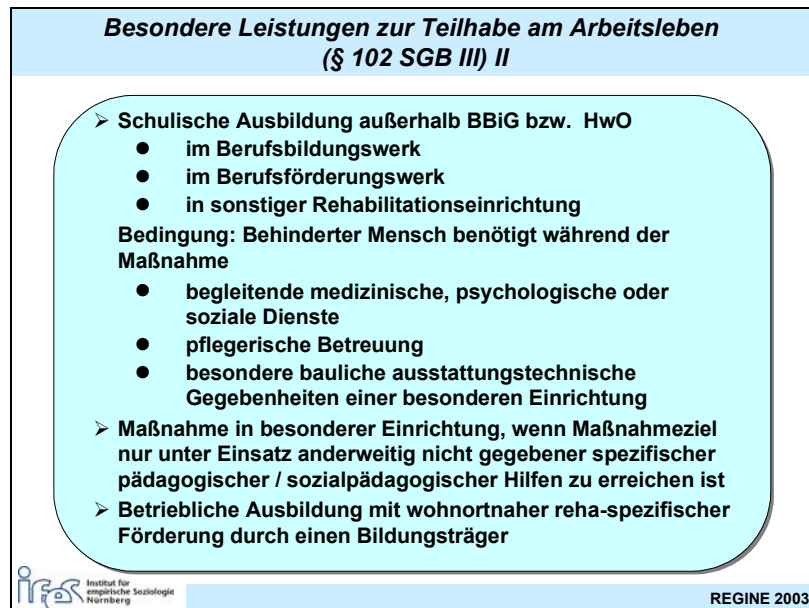 Besondere Leistungen zur Teilhabe am Arbeitsleben
(§ 102 SGB III) II
➢ Schulische Ausbildung außerhalb BBiG bzw. HwO
● im Berufsbildungswerk
● im Berufsförderungswerk
● in sonstiger Rehabilitationseinrichtung
Bedingung: Behinderter Mensch benötigt während der
Maßnahme
● begleitende medizinische, psychologische oder
soziale Dienste
● pflegerische Betreuung
● besondere bauliche ausstattungstechnische
Gegebenheiten einer besonderen Einrichtung
➢ Maßnahme in besonderer Einrichtung, wenn Maßnahmeziel
nur unter Einsatz anderweitig nicht gegebener spezifischer
pädagogischer / sozialpädagogischer Hilfen zu erreichen ist
➢ Betriebliche Ausbildung mit wohnortnaher reha-spezifischer
Förderung durch einen Bildungsträger
ifes Institut für
empirische Soziologie
Nürnberg
REGINE 2003